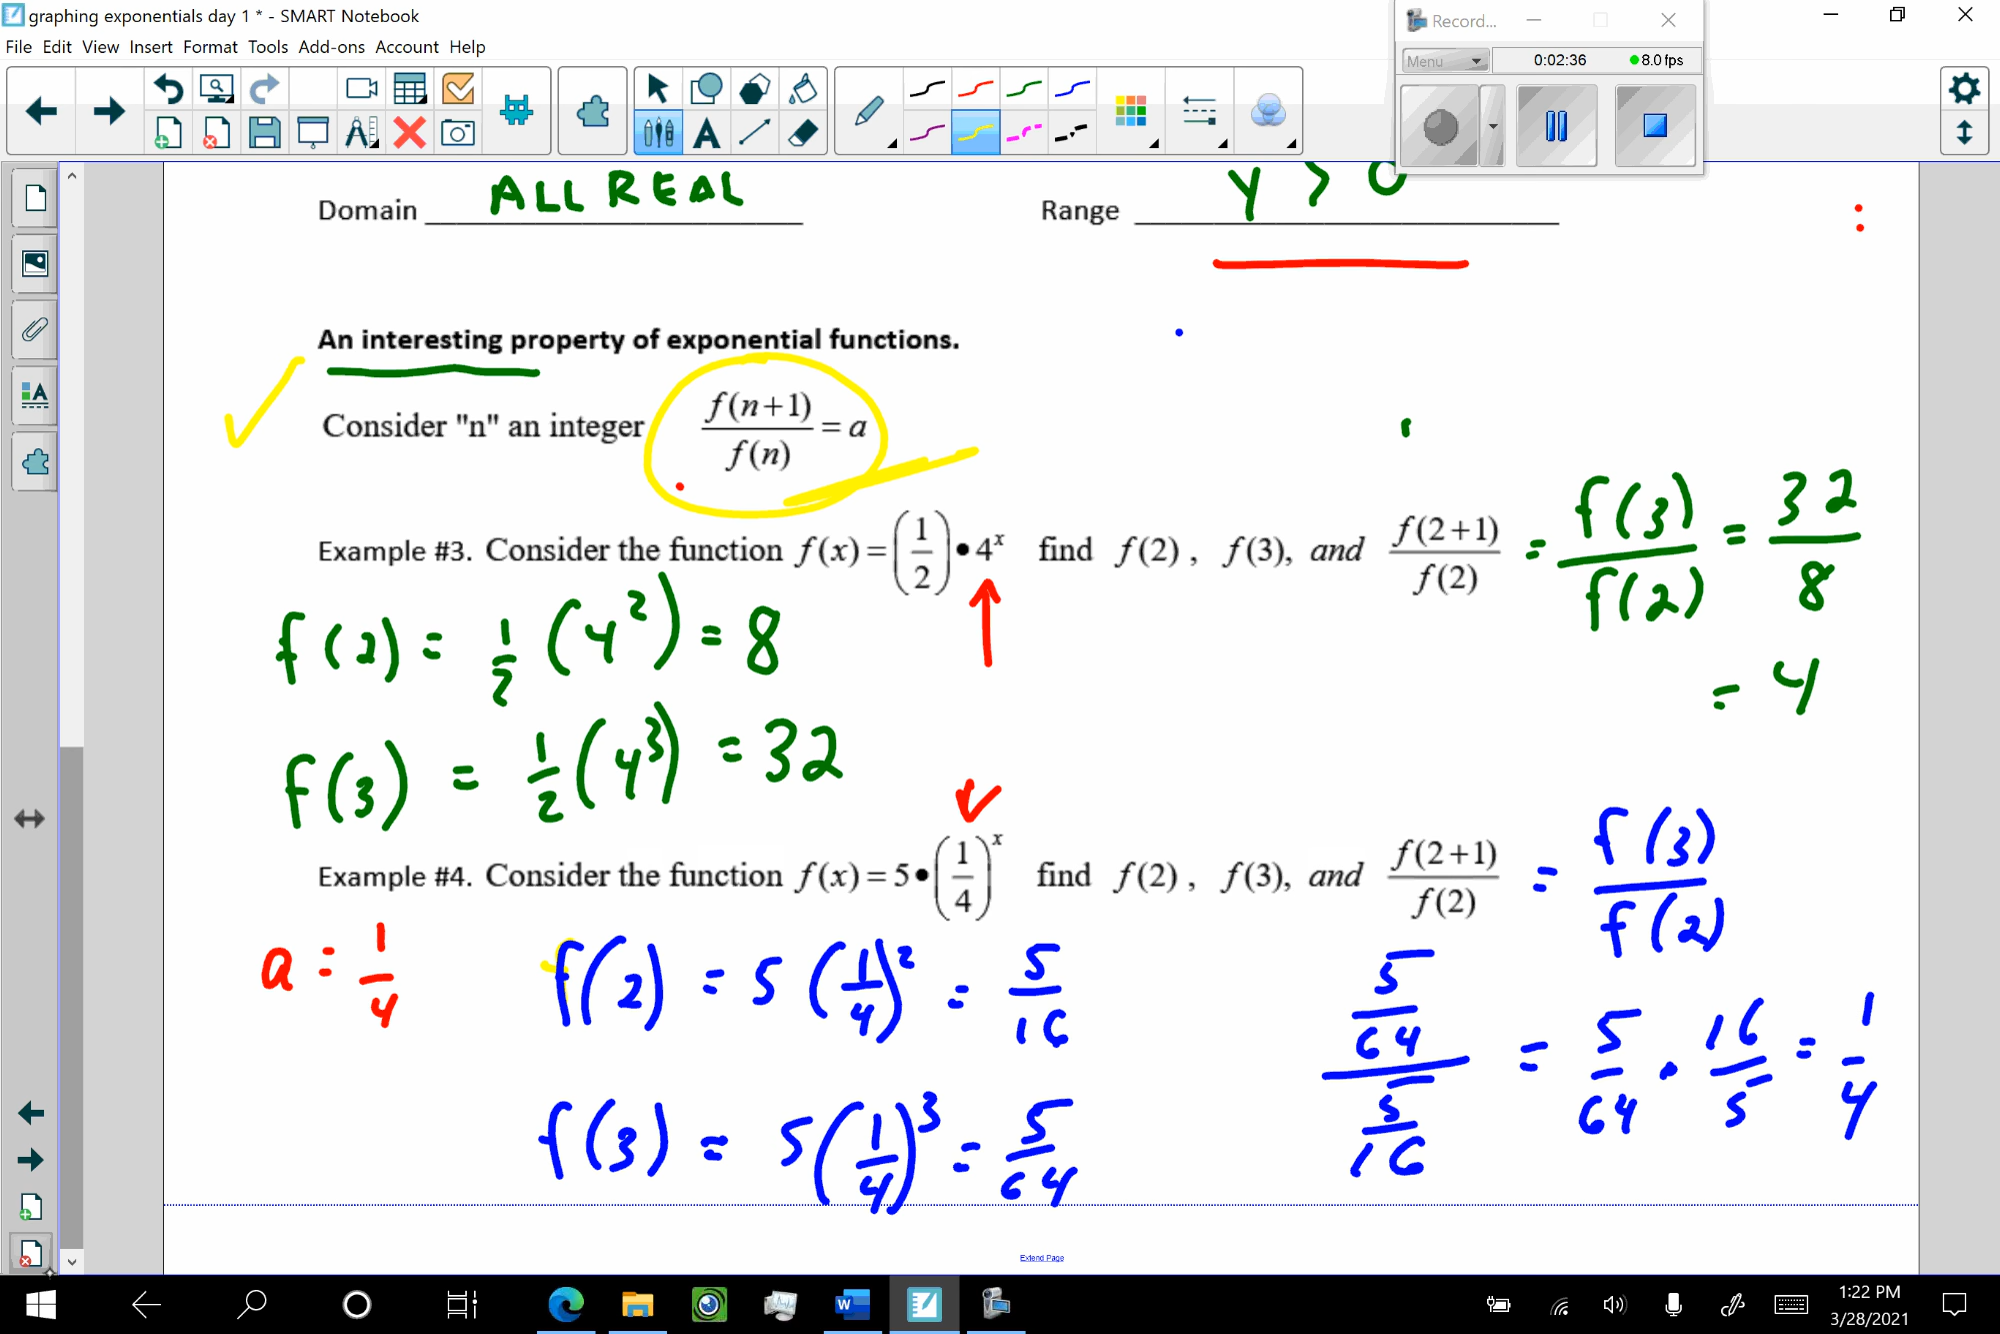 graphing exponentials day 1 * - SMART Notebook
File Edit View Insert Format Tools Add-ons Account Help
Record...
Menu 0:02:36 8.0 fps
Domain ALL REAL Range y > 0
An interesting property of exponential functions.
Consider "n" an integer f(n+1)/f(n) = a
Example #3. Consider the function f(x) = (1/2) • 4^x find f(2), f(3), and f(2+1)/f(2) = f(3)/f(2) = 32/8
= 4
f(2) = 1/2 (4^2) = 8
f(3) = 1/2 (4^3) = 32
Example #4. Consider the function f(x) = 5 • (1/4)^x find f(2), f(3), and f(2+1)/f(2) = f(3)/f(2)
a = 1/4
f(2) = 5 (1/4)^2 = 5/16
f(3) = 5 (1/4)^3 = 5/64
5/64 / 5/16 = 5/64 • 16/5 = 1/4
Extend Page
1:22 PM
3/28/2021